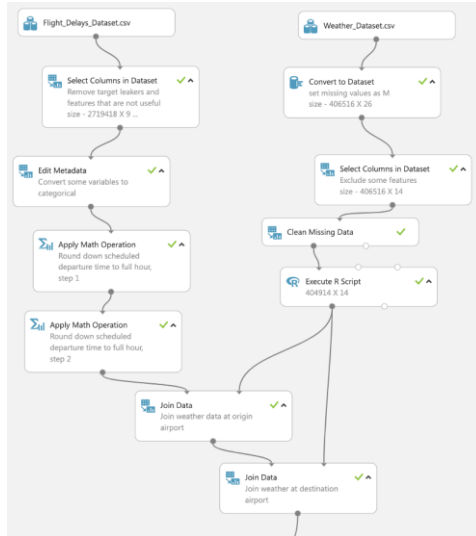 Flight_Delays_Dataset.csv
Weather_Dataset.csv
Select Columns in Dataset
Remove target leakers and
features that are not useful
size - 2719418 X 9 ...
Convert to Dataset
set missing values as M
size - 406516 X 26
Edit Metadata
Convert some variables to
categorical
Select Columns in Dataset
Exclude some features
size - 406516 X 14
Clean Missing Data
Apply Math Operation
Round down scheduled
departure time to full hour,
step 1
Execute R Script
404914 X 14
Apply Math Operation
Round down scheduled
departure time to full hour,
step 2
Join Data
Join weather data at origin
airport
Join Data
Join weather at destination
airport